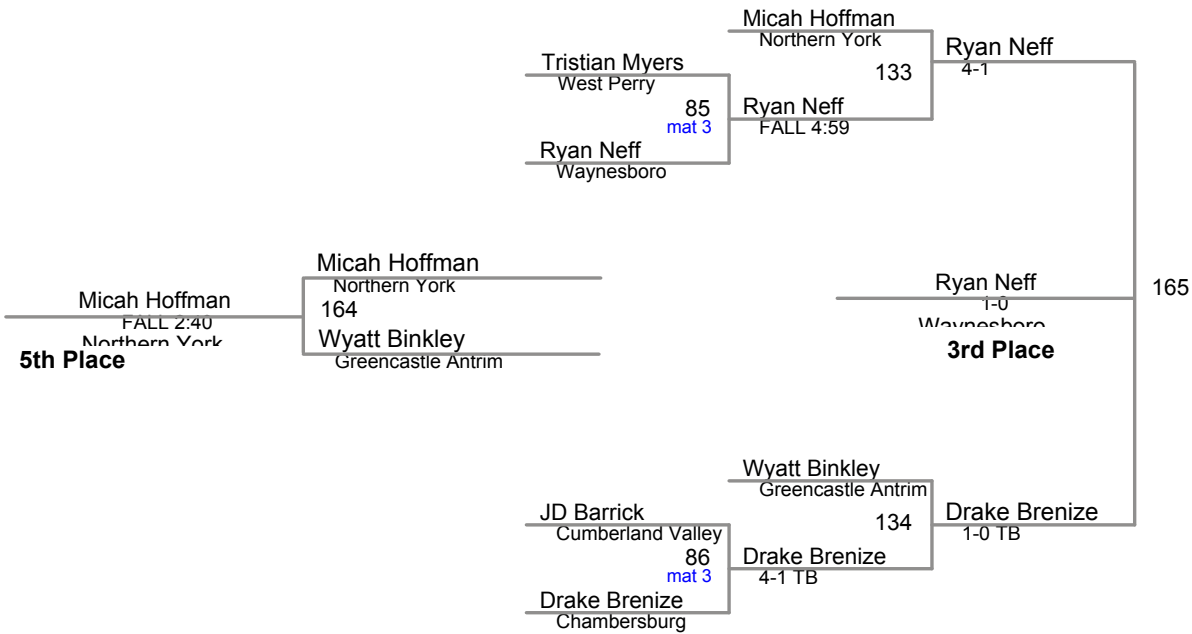 Micah Hoffman
Northern York
133
Ryan Neff
4-1
Tristian Myers
West Perry
85
mat 3
Ryan Neff
FALL 4:59
Ryan Neff
Waynesboro
Micah Hoffman
Northern York
164
Micah Hoffman
FALL 2:40
Northern York
5th Place
Wyatt Binkley
Greencastle Antrim
Ryan Neff
1-0
Waynesboro
3rd Place
165
Wyatt Binkley
Greencastle Antrim
134
Drake Brenize
1-0 TB
JD Barrick
Cumberland Valley
86
mat 3
Drake Brenize
4-1 TB
Drake Brenize
Chambersburg